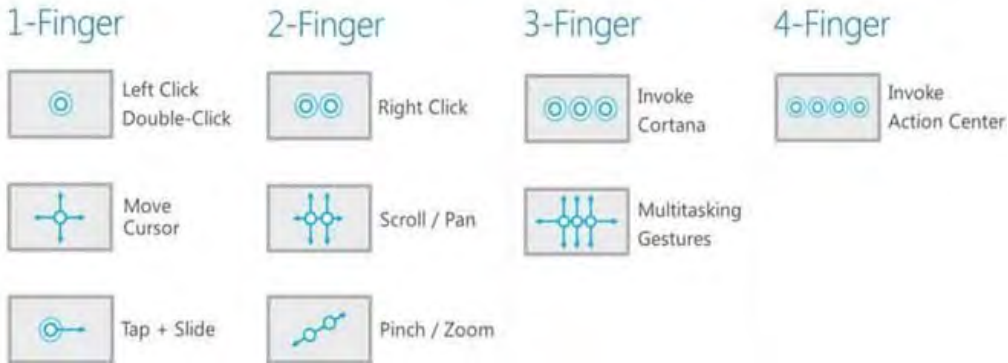 1-Finger
2-Finger
3-Finger
4-Finger
Left Click
Double-Click
Right Click
Invoke
Cortana
Invoke
Action Center
Move
Cursor
Scroll / Pan
Multitasking
Gestures
Tap + Slide
Pinch / Zoom